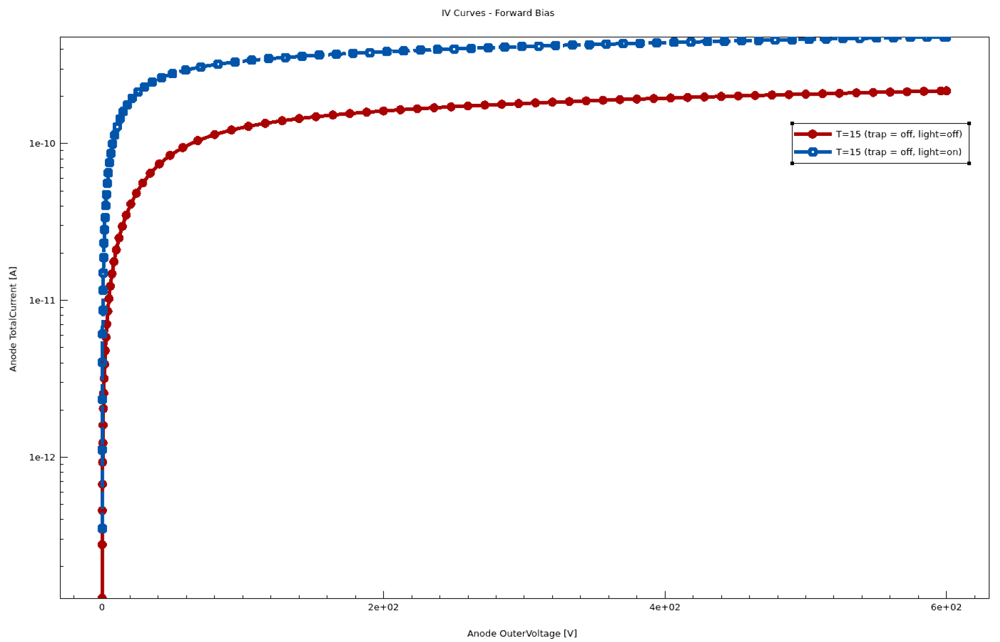 IV Curves - Forward Bias
Anode TotalCurrent [A]
1e-10
1e-11
1e-12
T=15 (trap = off, light=off)
T=15 (trap = off, light=on)
0
2e+02
4e+02
6e+02
Anode OuterVoltage [V]